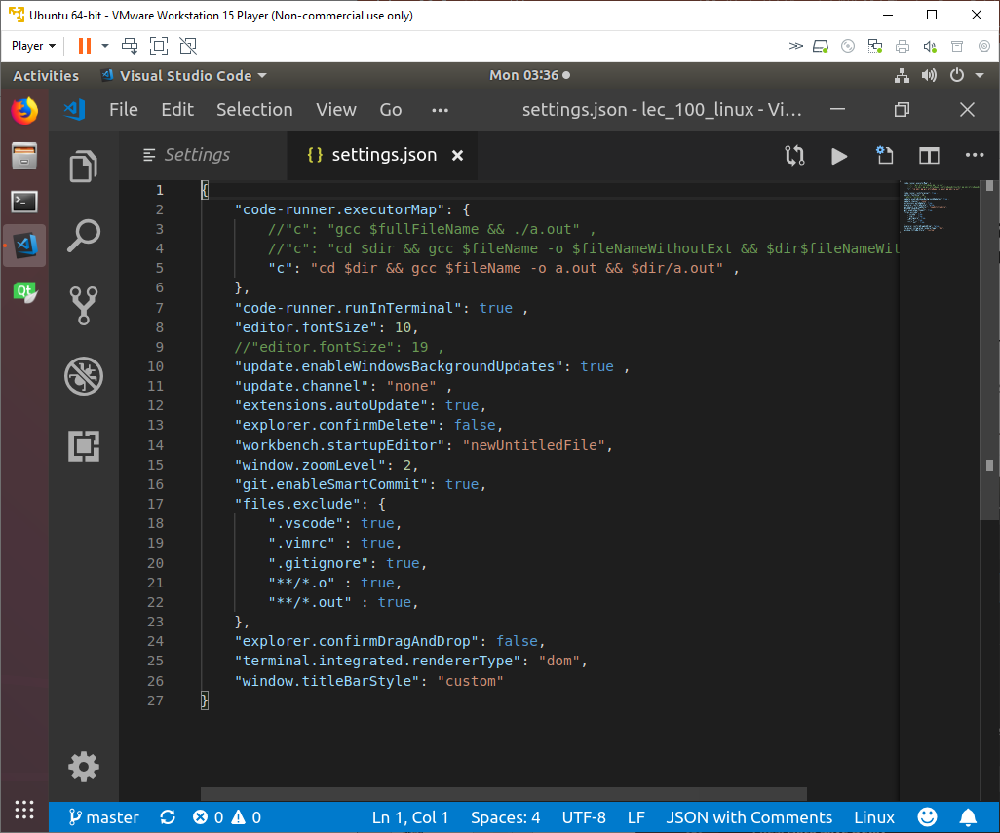 Ubuntu 64-bit - VMware Workstation 15 Player (Non-commercial use only)
Player
Activities Visual Studio Code Mon 03:36
File Edit Selection View Go ··· settings.json - lec_100_linux - Vi...
Settings {} settings.json
1 {
2 "code-runner.executorMap": {
3 //"c": "gcc $fullFileName && ./a.out" ,
4 //"c": "cd $dir && gcc $fileName -o $fileNameWithoutExt && $dir$fileNameWit
5 "c": "cd $dir && gcc $fileName -o a.out && $dir/a.out" ,
6 },
7 "code-runner.runInTerminal": true ,
8 "editor.fontSize": 10,
9 //"editor.fontSize": 19 ,
10 "update.enableWindowsBackgroundUpdates": true ,
11 "update.channel": "none" ,
12 "extensions.autoUpdate": true,
13 "explorer.confirmDelete": false,
14 "workbench.startupEditor": "newUntitledFile",
15 "window.zoomLevel": 2,
16 "git.enableSmartCommit": true,
17 "files.exclude": {
18 ".vscode": true,
19 ".vimrc" : true,
20 ".gitignore": true,
21 "**/*.o" : true,
22 "**/*.out" : true,
23 },
24 "explorer.confirmDragAndDrop": false,
25 "terminal.integrated.rendererType": "dom",
26 "window.titleBarStyle": "custom"
27 }
Qt
master 0 0 Ln 1, Col 1 Spaces: 4 UTF-8 LF JSON with Comments Linux